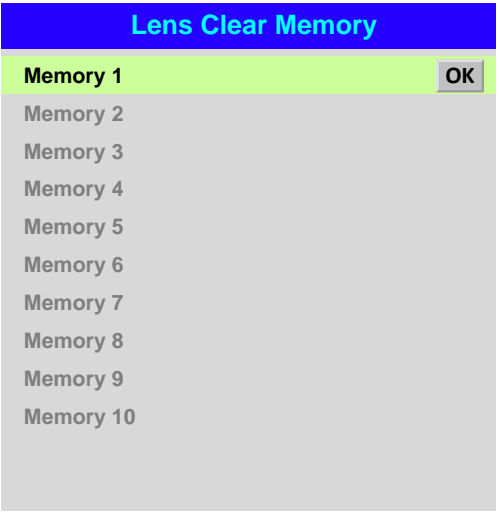 Lens Clear Memory
Memory 1 OK
Memory 2
Memory 3
Memory 4
Memory 5
Memory 6
Memory 7
Memory 8
Memory 9
Memory 10